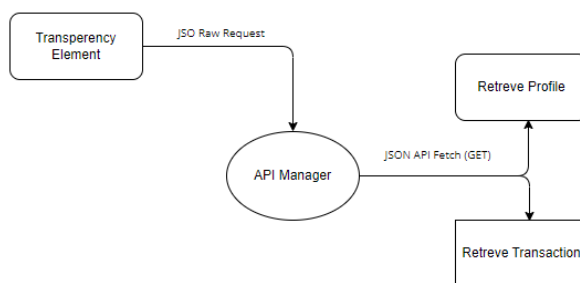 Transperency
Element
JSO Raw Request
Retreve Profile
JSON API Fetch (GET)
API Manager
Retreve Transaction